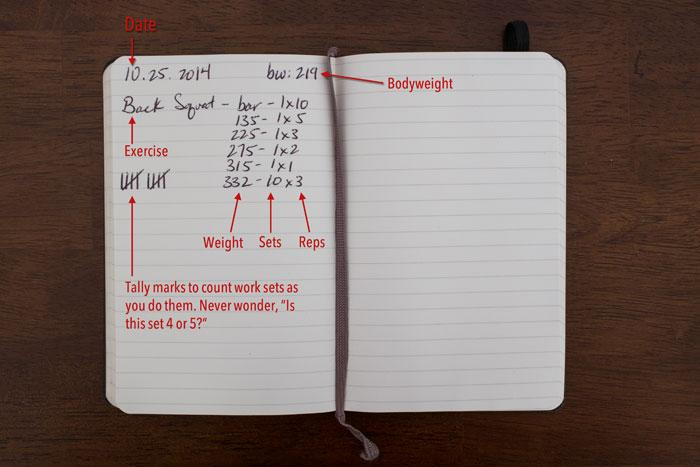 Date
10.25.2014 bw: 219
Bodyweight
Back Squat - bar - 1x10
135 - 1x5
225 - 1x3
Exercise
275 - 1x2
315 - 1x1
332 - 10x3
Weight Sets Reps
Tally marks to count work sets as
you do them. Never wonder, "Is
this set 4 or 5?"